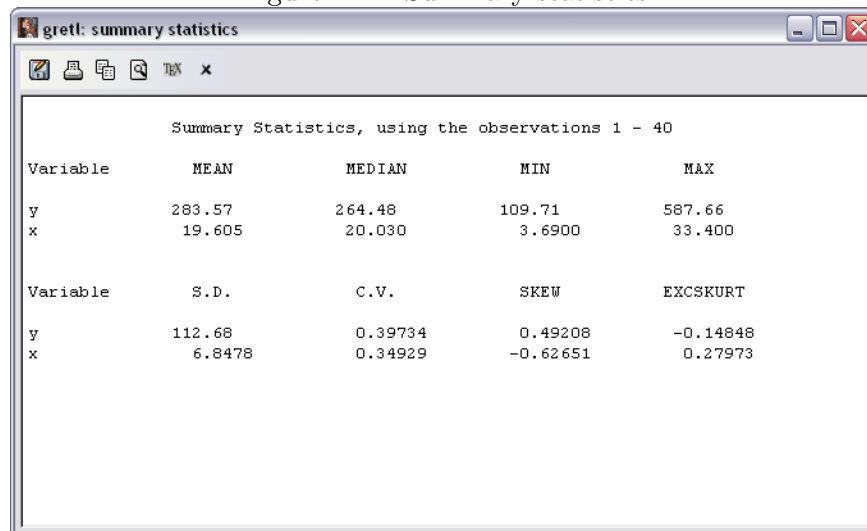 gretl: summary statistics
TEX
Summary Statistics, using the observations 1 - 40
Variable MEAN MEDIAN MIN MAX
y 283.57 264.48 109.71 587.66
x 19.605 20.030 3.6900 33.400
Variable S.D. C.V. SKEW EXCSKURT
y 112.68 0.39734 0.49208 -0.14848
x 6.8478 0.34929 -0.62651 0.27973